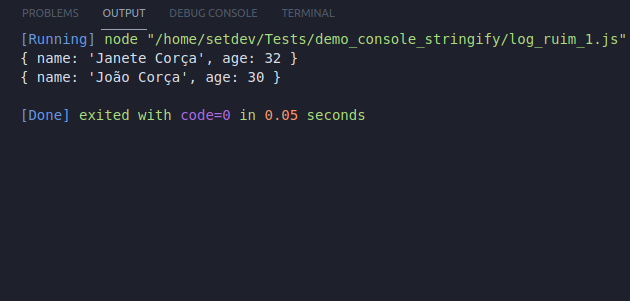 PROBLEMS OUTPUT DEBUG CONSOLE TERMINAL
[Running] node "/home/setdev/Tests/demo_console_stringify/log_ruim_1.js"
{ name: 'Janete Corça', age: 32 }
{ name: 'João Corça', age: 30 }
[Done] exited with code=0 in 0.05 seconds